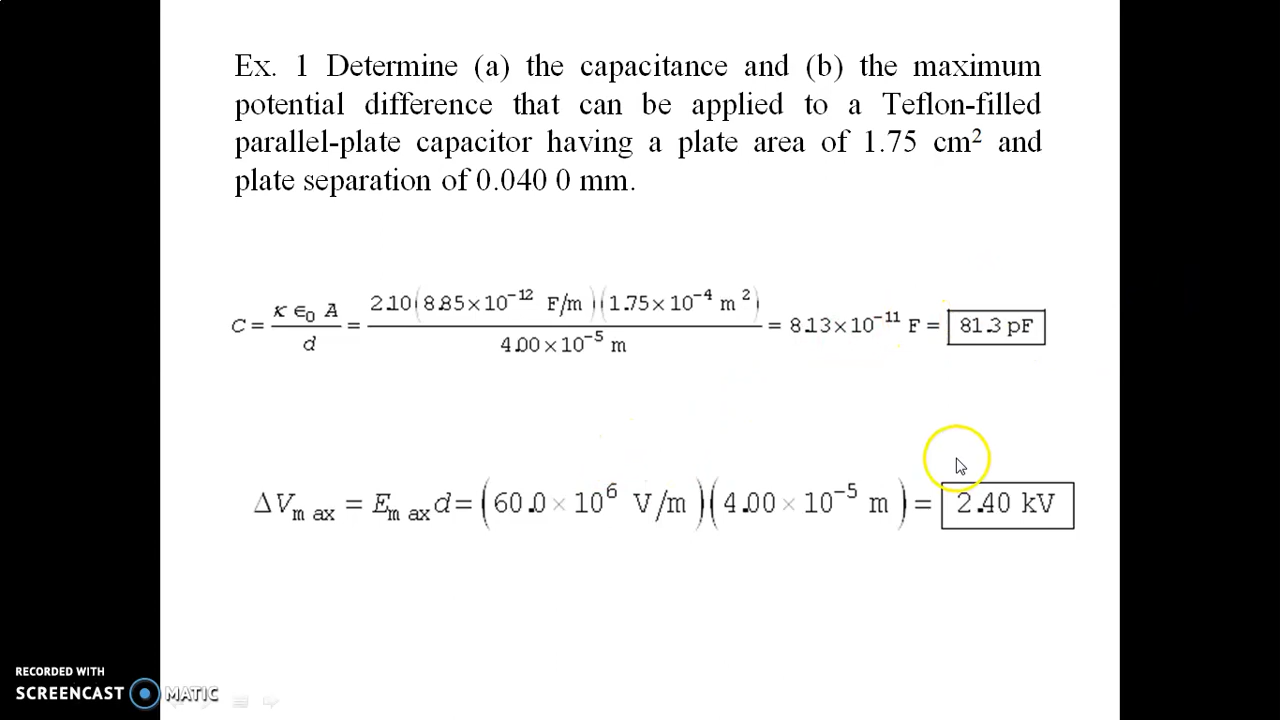 Ex. 1 Determine (a) the capacitance and (b) the maximum
potential difference that can be applied to a Teflon-filled
parallel-plate capacitor having a plate area of 1.75 cm² and
plate separation of 0.040 0 mm.
C = κ ∈₀ A / d = 2.10(8.85×10⁻¹² F/m)(1.75×10⁻⁴ m²) / 4.00×10⁻⁵ m = 8.13×10⁻¹¹ F = 81.3 pF
ΔV_max = E_max d = (60.0×10⁶ V/m)(4.00×10⁻⁵ m) = 2.40 kV
RECORDED WITH
SCREENCAST MATIC